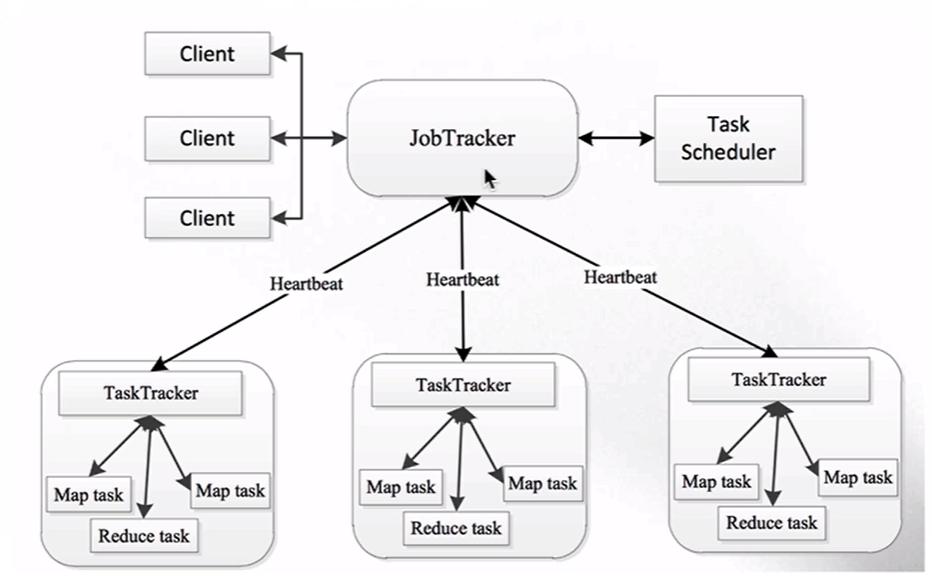 Client
Client
JobTracker
Task
Scheduler
Client
Heartbeat
Heartbeat
Heartbeat
TaskTracker
TaskTracker
TaskTracker
Map task
Map task
Reduce task
Map task
Map task
Reduce task
Map task
Map task
Reduce task